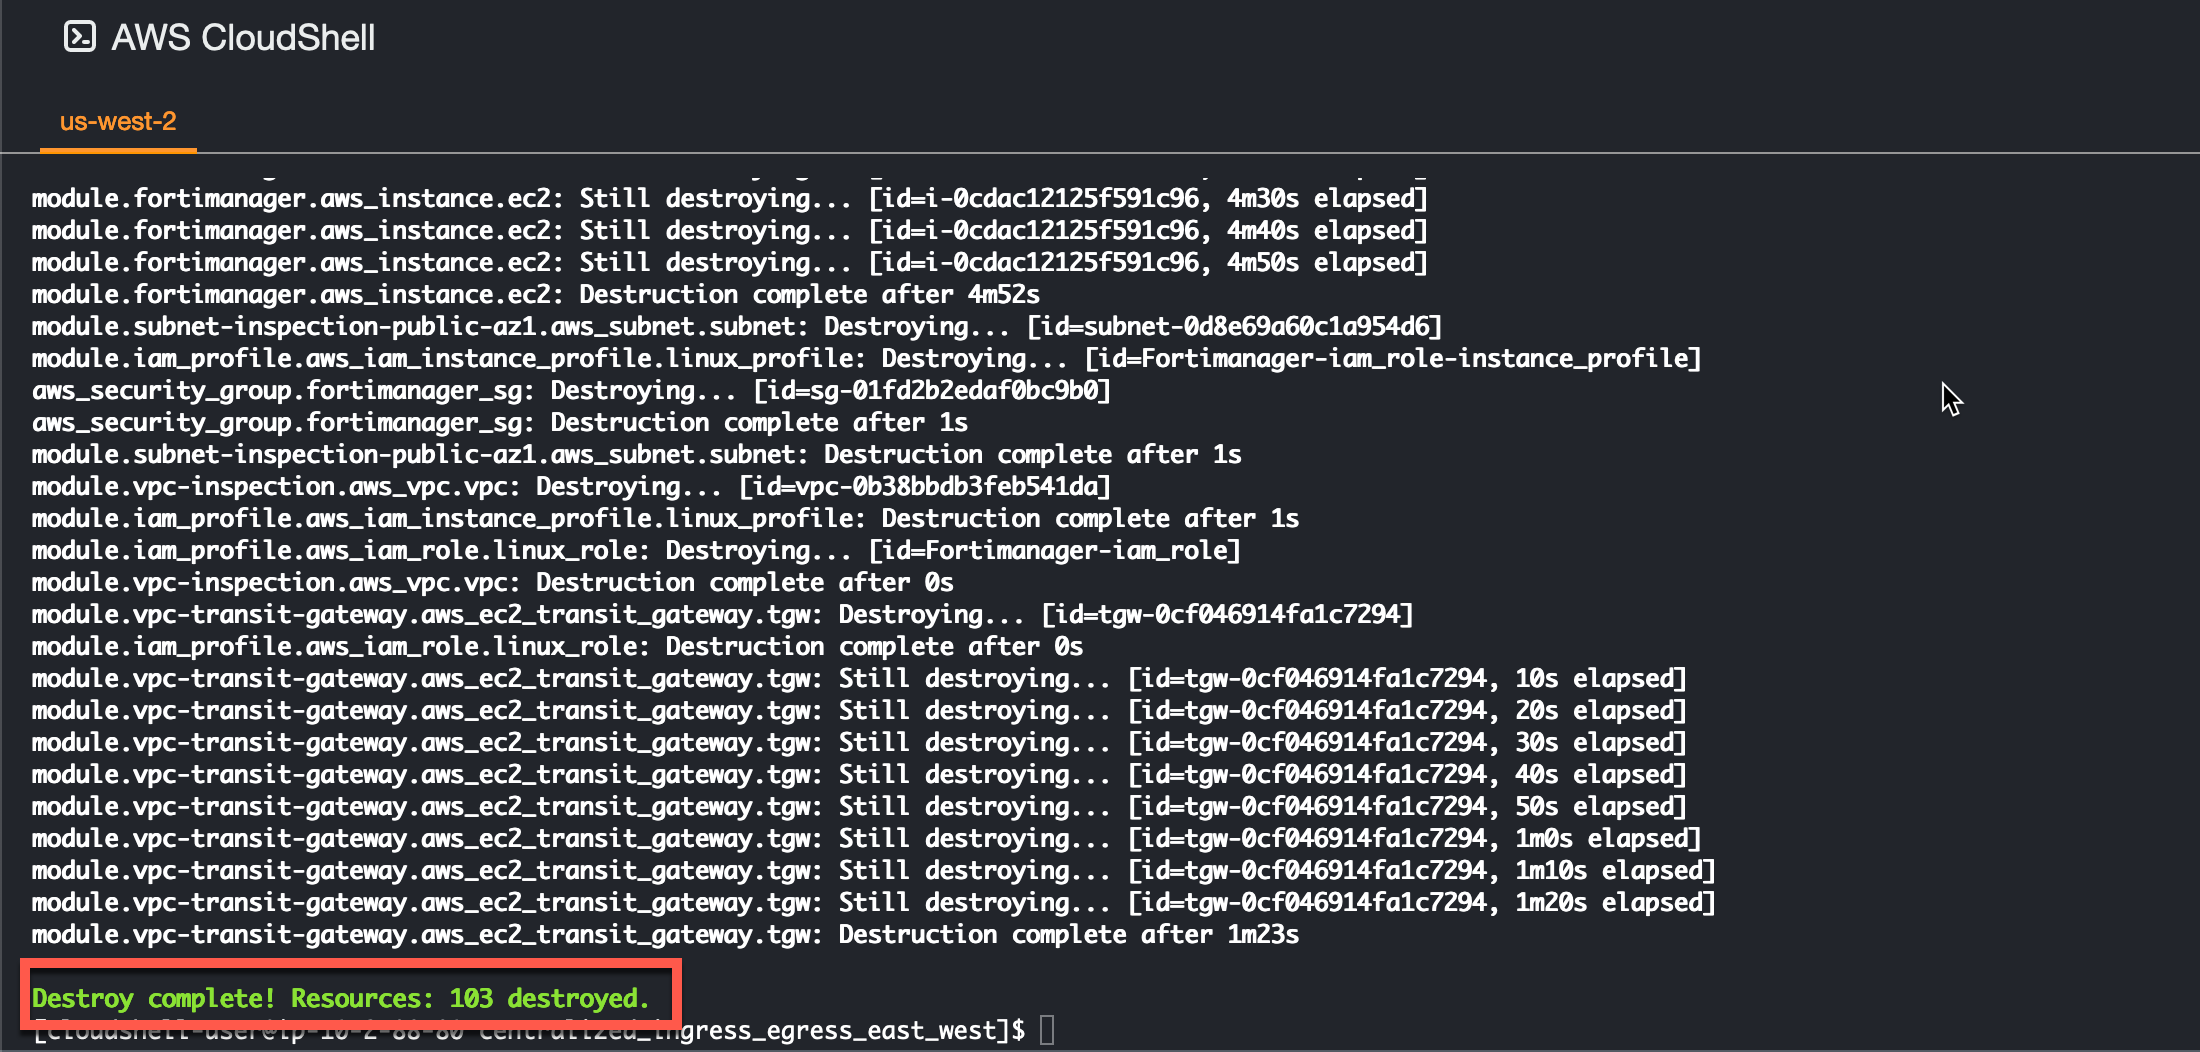 AWS CloudShell
us-west-2
module.fortimanager.aws_instance.ec2: Still destroying... [id=i-0cdac12125f591c96, 4m30s elapsed]
module.fortimanager.aws_instance.ec2: Still destroying... [id=i-0cdac12125f591c96, 4m40s elapsed]
module.fortimanager.aws_instance.ec2: Still destroying... [id=i-0cdac12125f591c96, 4m50s elapsed]
module.fortimanager.aws_instance.ec2: Destruction complete after 4m52s
module.subnet-inspection-public-az1.aws_subnet.subnet: Destroying... [id=subnet-0d8e69a60c1a954d6]
module.iam_profile.aws_iam_instance_profile.linux_profile: Destroying... [id=Fortimanager-iam_role-instance_profile]
aws_security_group.fortimanager_sg: Destroying... [id=sg-01fd2b2edaf0bc9b0]
aws_security_group.fortimanager_sg: Destruction complete after 1s
module.subnet-inspection-public-az1.aws_subnet.subnet: Destruction complete after 1s
module.vpc-inspection.aws_vpc.vpc: Destroying... [id=vpc-0b38bbdb3feb541da]
module.iam_profile.aws_iam_instance_profile.linux_profile: Destruction complete after 1s
module.iam_profile.aws_iam_role.linux_role: Destroying... [id=Fortimanager-iam_role]
module.vpc-inspection.aws_vpc.vpc: Destruction complete after 0s
module.vpc-transit-gateway.aws_ec2_transit_gateway.tgw: Destroying... [id=tgw-0cf046914fa1c7294]
module.iam_profile.aws_iam_role.linux_role: Destruction complete after 0s
module.vpc-transit-gateway.aws_ec2_transit_gateway.tgw: Still destroying... [id=tgw-0cf046914fa1c7294, 10s elapsed]
module.vpc-transit-gateway.aws_ec2_transit_gateway.tgw: Still destroying... [id=tgw-0cf046914fa1c7294, 20s elapsed]
module.vpc-transit-gateway.aws_ec2_transit_gateway.tgw: Still destroying... [id=tgw-0cf046914fa1c7294, 30s elapsed]
module.vpc-transit-gateway.aws_ec2_transit_gateway.tgw: Still destroying... [id=tgw-0cf046914fa1c7294, 40s elapsed]
module.vpc-transit-gateway.aws_ec2_transit_gateway.tgw: Still destroying... [id=tgw-0cf046914fa1c7294, 50s elapsed]
module.vpc-transit-gateway.aws_ec2_transit_gateway.tgw: Still destroying... [id=tgw-0cf046914fa1c7294, 1m0s elapsed]
module.vpc-transit-gateway.aws_ec2_transit_gateway.tgw: Still destroying... [id=tgw-0cf046914fa1c7294, 1m10s elapsed]
module.vpc-transit-gateway.aws_ec2_transit_gateway.tgw: Still destroying... [id=tgw-0cf046914fa1c7294, 1m20s elapsed]
module.vpc-transit-gateway.aws_ec2_transit_gateway.tgw: Destruction complete after 1m23s
Destroy complete! Resources: 103 destroyed.
[cloudshell-user@ip-10-2-88-80 centralized_ingress_egress_east_west]$